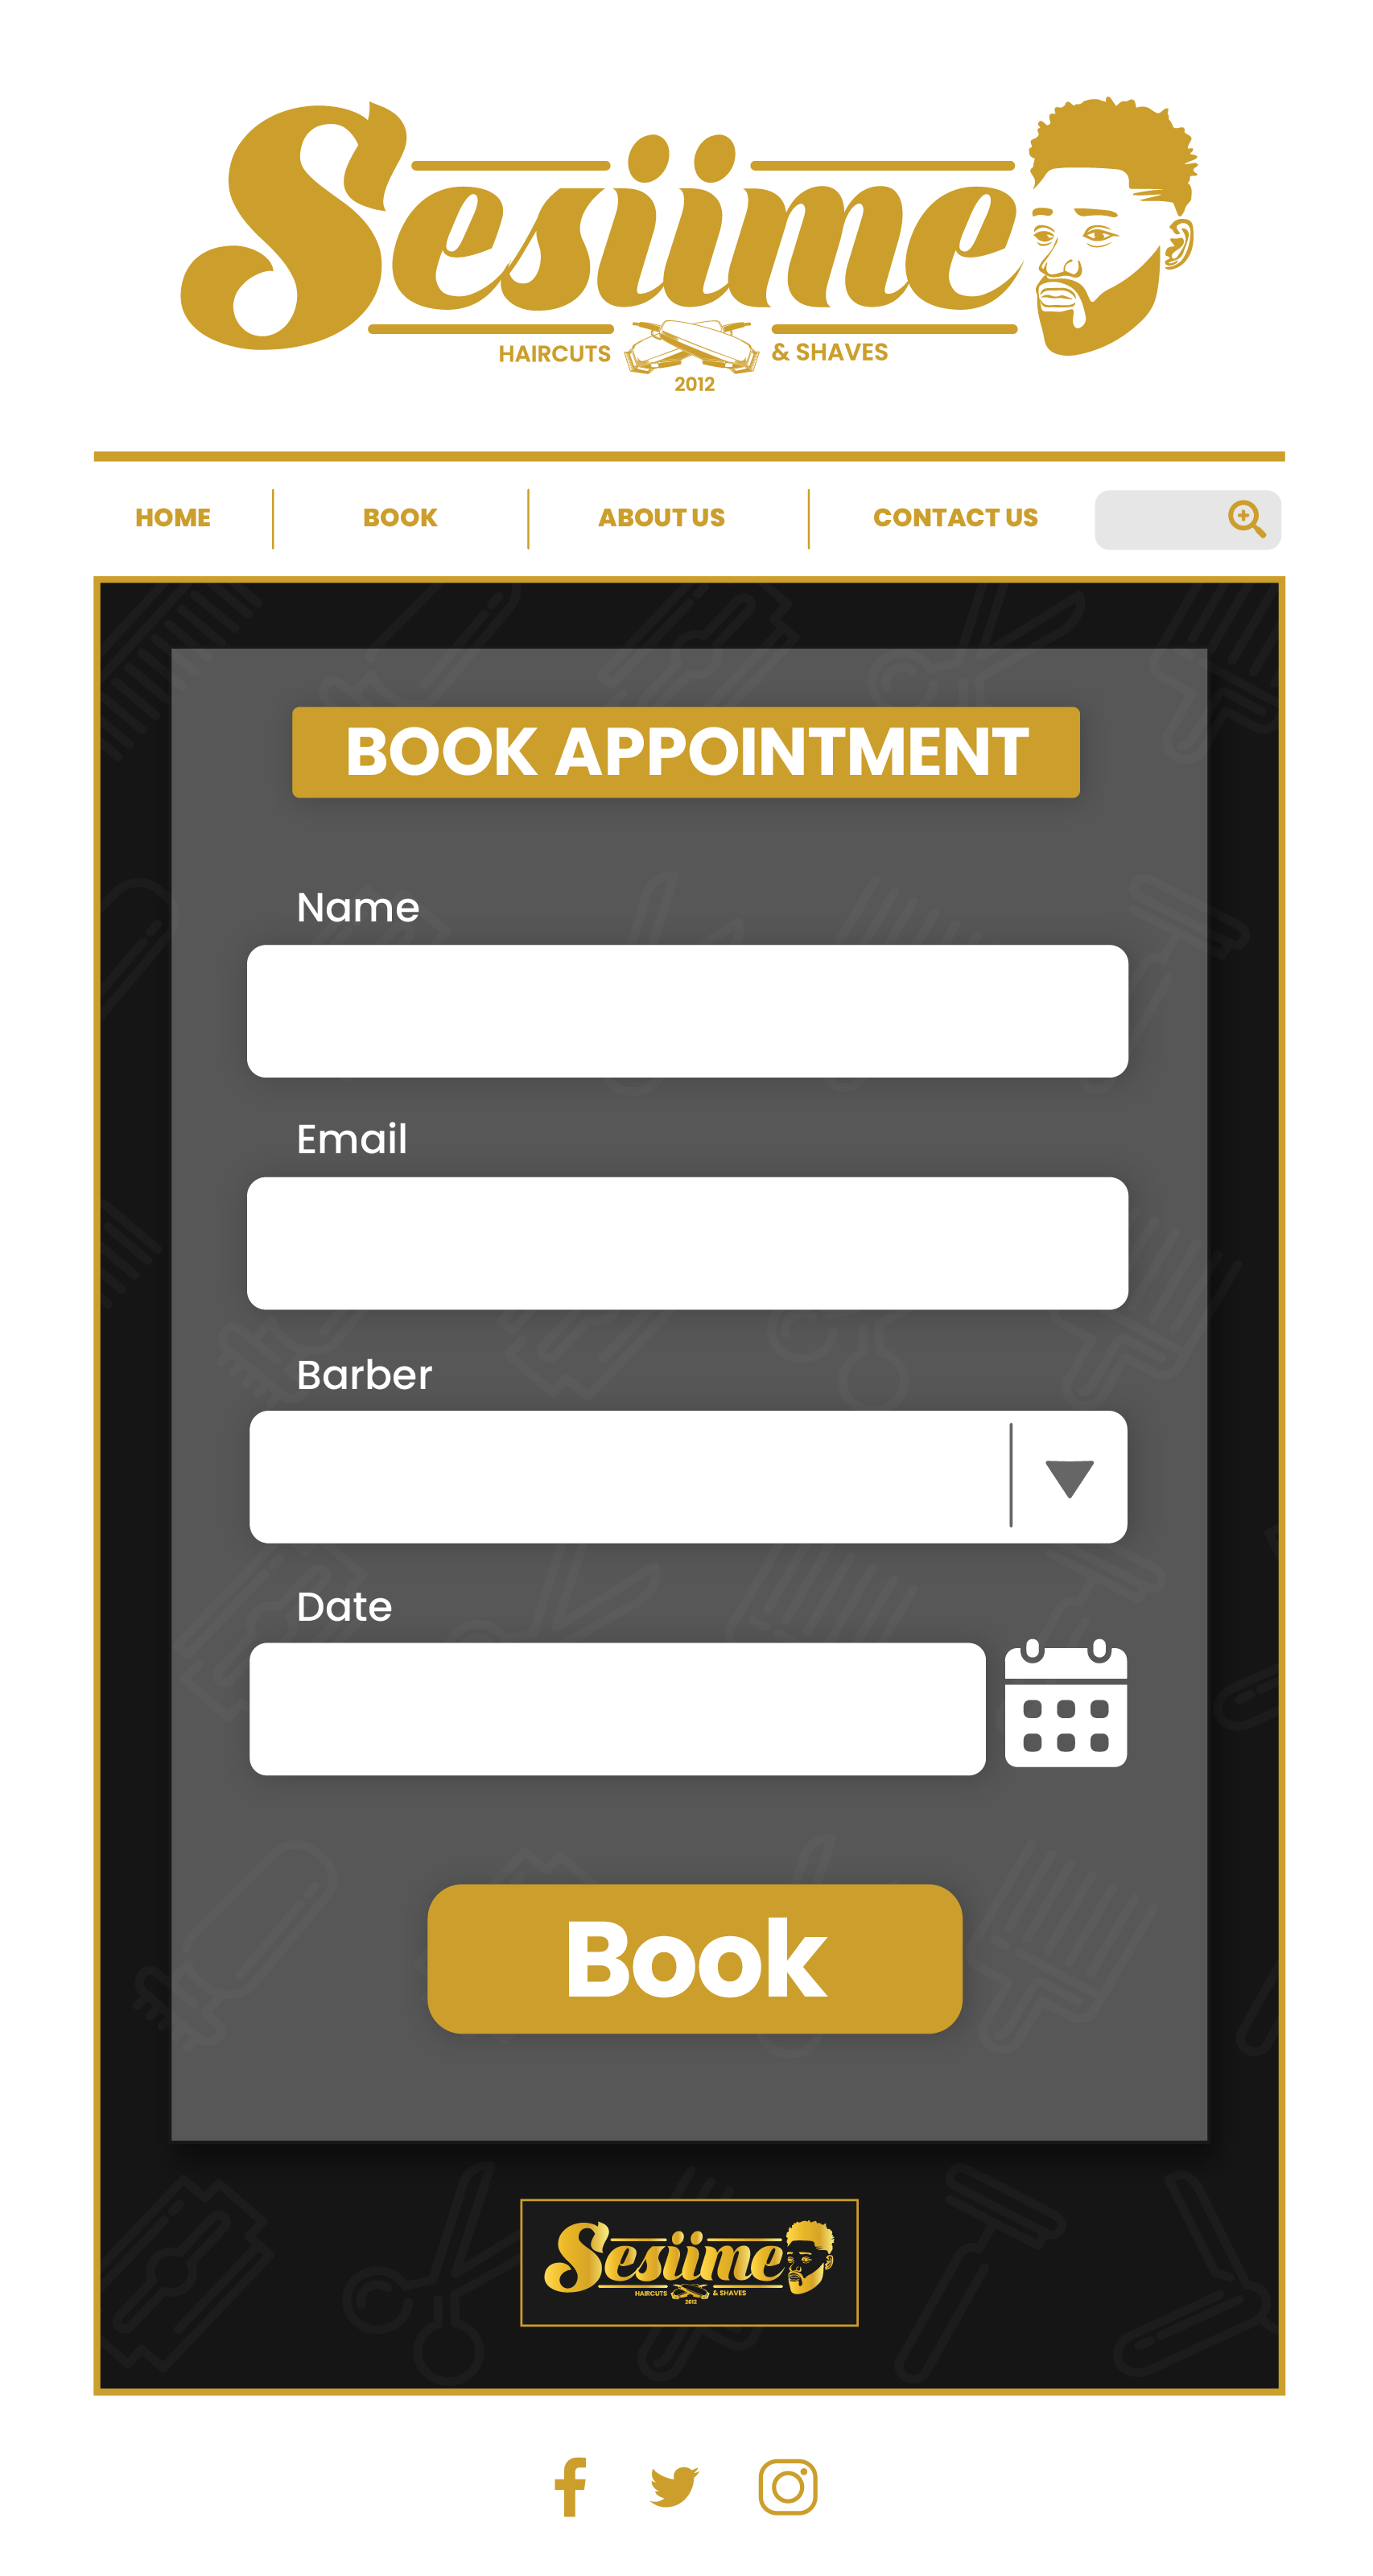 Sesiime
HAIRCUTS & SHAVES
2012
HOME BOOK ABOUT US CONTACT US
BOOK APPOINTMENT
Name
Email
Barber
Date
Book
Sesiime
HAIRCUTS & SHAVES
2012